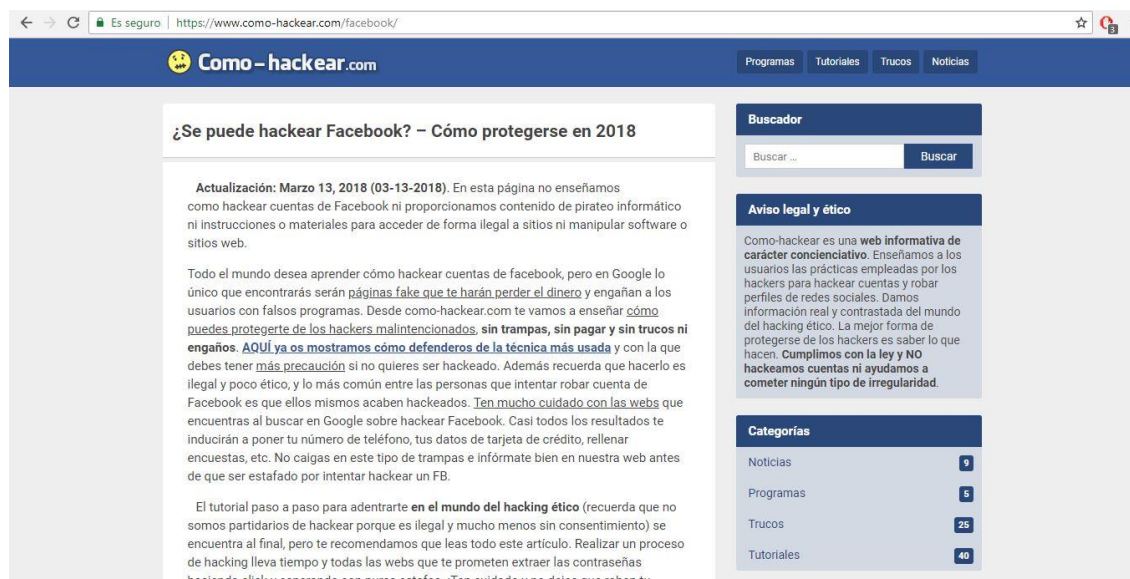 Es seguro | https://www.como-hackear.com/facebook/
3
Como-hackear.com
Programas Tutoriales Trucos Noticias
¿Se puede hackear Facebook? – Cómo protegerse en 2018
Actualización: Marzo 13, 2018 (03-13-2018). En esta página no enseñamos
como hackear cuentas de Facebook ni proporcionamos contenido de pirateo informático
ni instrucciones o materiales para acceder de forma ilegal a sitios ni manipular software o
sitios web.
Todo el mundo desea aprender cómo hackear cuentas de facebook, pero en Google lo
único que encontrarás serán páginas fake que te harán perder el dinero y engañan a los
usuarios con falsos programas. Desde como-hackear.com te vamos a enseñar cómo
puedes protegerte de los hackers malintencionados, sin trampas, sin pagar y sin trucos ni
engaños. AQUÍ ya os mostramos cómo defenderos de la técnica más usada y con la que
debes tener más precaución si no quieres ser hackeado. Además recuerda que hacerlo es
ilegal y poco ético, y lo más común entre las personas que intentar robar cuenta de
Facebook es que ellos mismos acaben hackeados. Ten mucho cuidado con las webs que
encuentras al buscar en Google sobre hackear Facebook. Casi todos los resultados te
inducirán a poner tu número de teléfono, tus datos de tarjeta de crédito, rellenar
encuestas, etc. No caigas en este tipo de trampas e infórmate bien en nuestra web antes
de que ser estafado por intentar hackear un FB.
El tutorial paso a paso para adentrarte en el mundo del hacking ético (recuerda que no
somos partidarios de hackear porque es ilegal y mucho menos sin consentimiento) se
encuentra al final, pero te recomendamos que leas todo este artículo. Realizar un proceso
de hacking lleva tiempo y todas las webs que te prometen extraer las contraseñas
Buscador
Buscar ...
Buscar
Aviso legal y ético
Como-hackear es una web informativa de
carácter concienciativo. Enseñamos a los
usuarios las prácticas empleadas por los
hackers para hackear cuentas y robar
perfiles de redes sociales. Damos
información real y contrastada del mundo
del hacking ético. La mejor forma de
protegerse de los hackers es saber lo que
hacen. Cumplimos con la ley y NO
hackeamos cuentas ni ayudamos a
cometer ningún tipo de irregularidad.
Categorías
Noticias 9
Programas 5
Trucos 25
Tutoriales 40